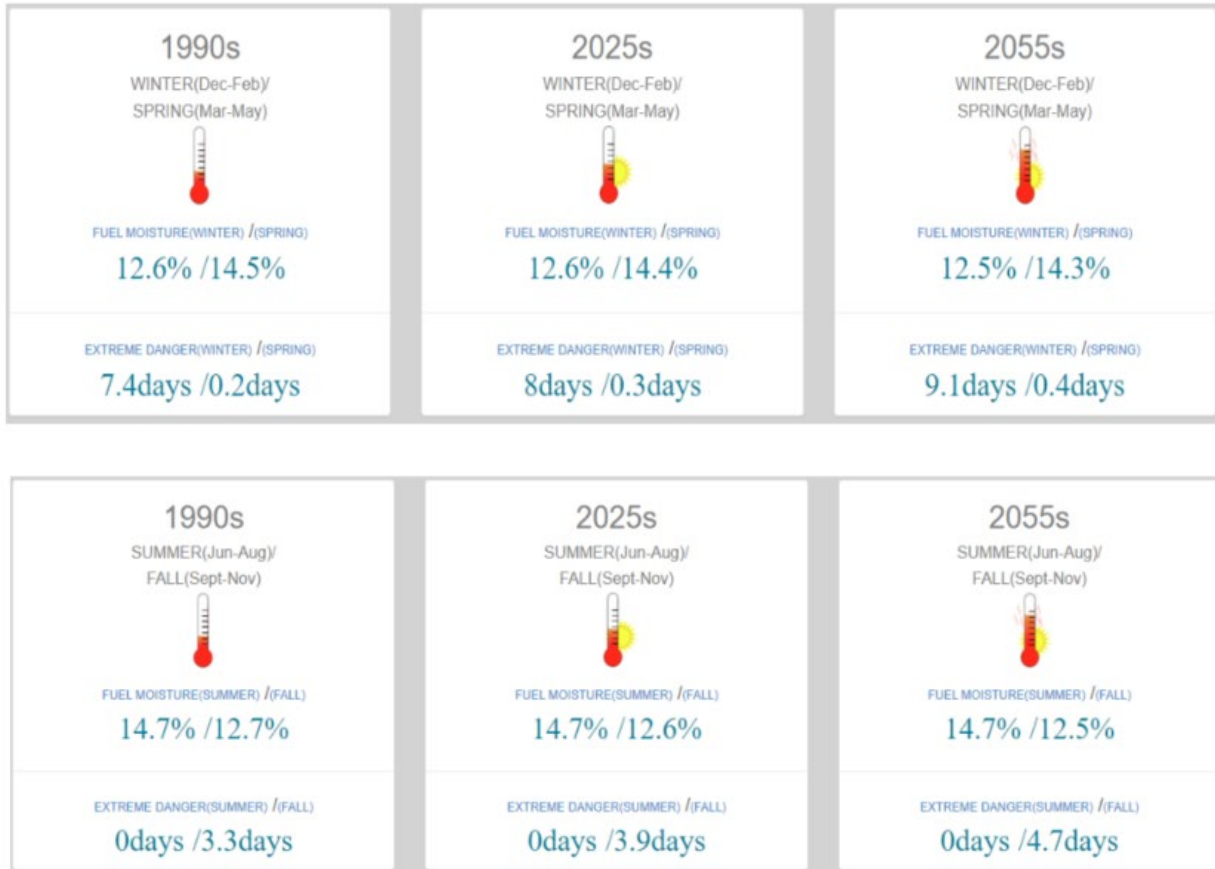 1990s
WINTER(Dec-Feb)/
SPRING(Mar-May)
FUEL MOISTURE(WINTER) /(SPRING)
12.6% /14.5%
EXTREME DANGER(WINTER) /(SPRING)
7.4days /0.2days
2025s
WINTER(Dec-Feb)/
SPRING(Mar-May)
FUEL MOISTURE(WINTER) /(SPRING)
12.6% /14.4%
EXTREME DANGER(WINTER) /(SPRING)
8days /0.3days
2055s
WINTER(Dec-Feb)/
SPRING(Mar-May)
FUEL MOISTURE(WINTER) /(SPRING)
12.5% /14.3%
EXTREME DANGER(WINTER) /(SPRING)
9.1days /0.4days
1990s
SUMMER(Jun-Aug)/
FALL(Sept-Nov)
FUEL MOISTURE(SUMMER) /(FALL)
14.7% /12.7%
EXTREME DANGER(SUMMER) /(FALL)
0days /3.3days
2025s
SUMMER(Jun-Aug)/
FALL(Sept-Nov)
FUEL MOISTURE(SUMMER) /(FALL)
14.7% /12.6%
EXTREME DANGER(SUMMER) /(FALL)
0days /3.9days
2055s
SUMMER(Jun-Aug)/
FALL(Sept-Nov)
FUEL MOISTURE(SUMMER) /(FALL)
14.7% /12.5%
EXTREME DANGER(SUMMER) /(FALL)
0days /4.7days